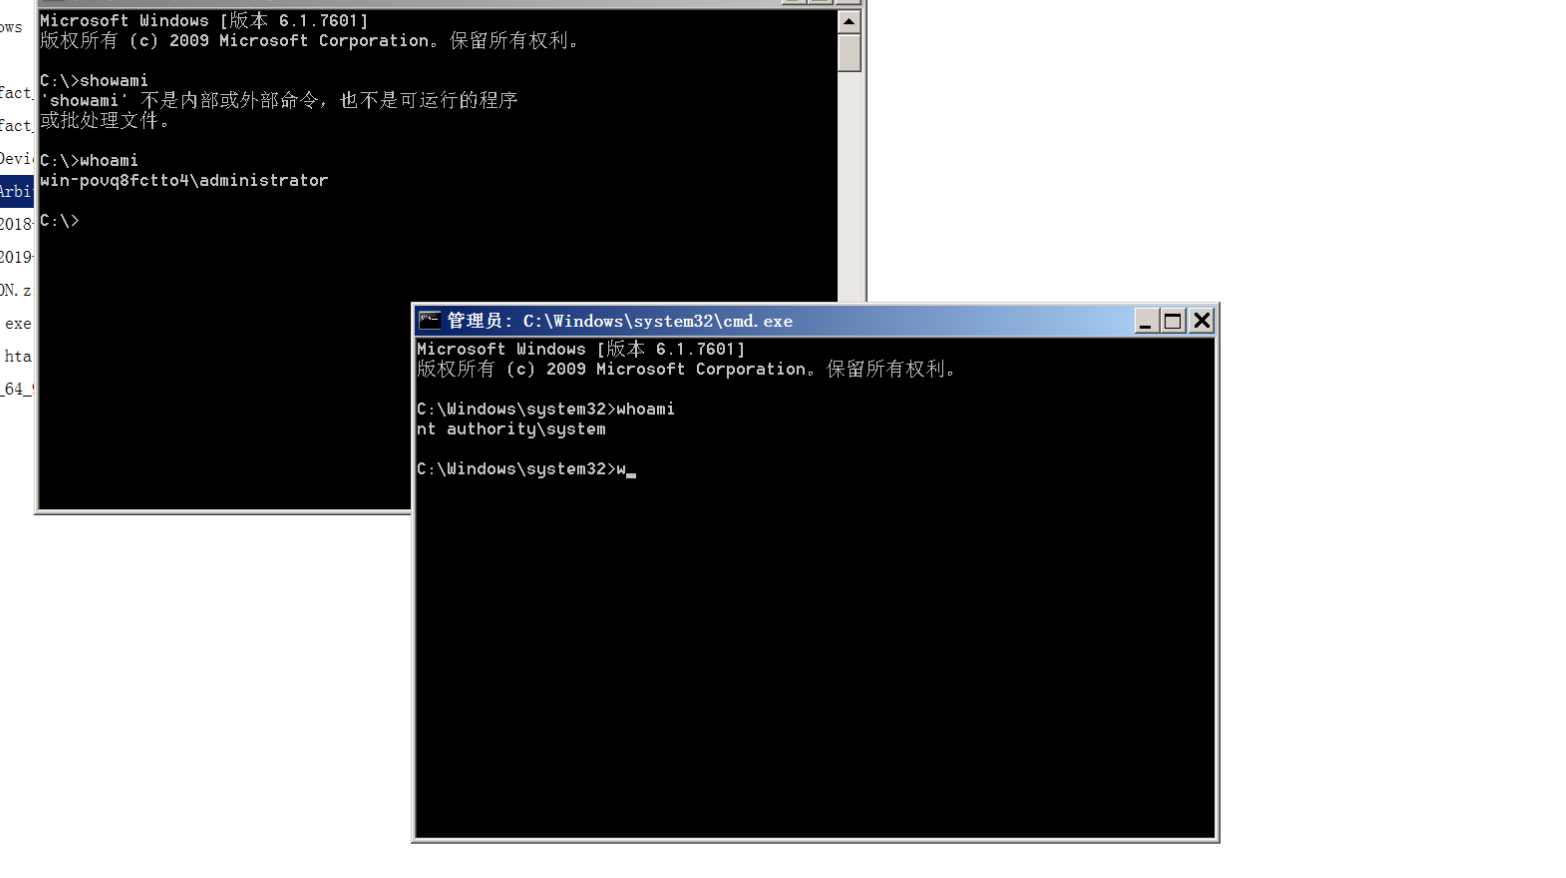 ows
fact_
fact_
Devic
Arbi
2018-
2019-
ON.z
exe
hta
_64_9
Microsoft Windows [版本 6.1.7601]
版权所有 (c) 2009 Microsoft Corporation。保留所有权利。
C:\>showami
'showami' 不是内部或外部命令，也不是可运行的程序
或批处理文件。
C:\>whoami
win-povq8fctto4\administrator
C:\>
管理员: C:\Windows\system32\cmd.exe
Microsoft Windows [版本 6.1.7601]
版权所有 (c) 2009 Microsoft Corporation。保留所有权利。
C:\Windows\system32>whoami
nt authority\system
C:\Windows\system32>w_